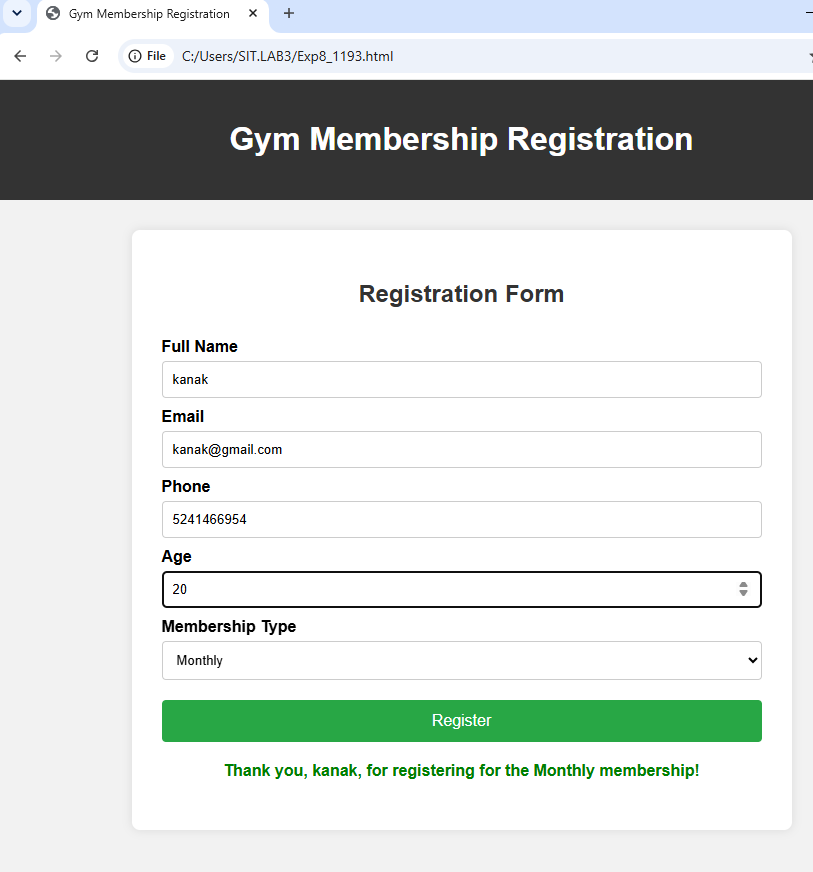 Gym Membership Registration
File C:/Users/SIT.LAB3/Exp8_1193.html
Gym Membership Registration
Registration Form
Full Name
kanak
Email
kanak@gmail.com
Phone
5241466954
Age
20
Membership Type
Monthly
Register
Thank you, kanak, for registering for the Monthly membership!